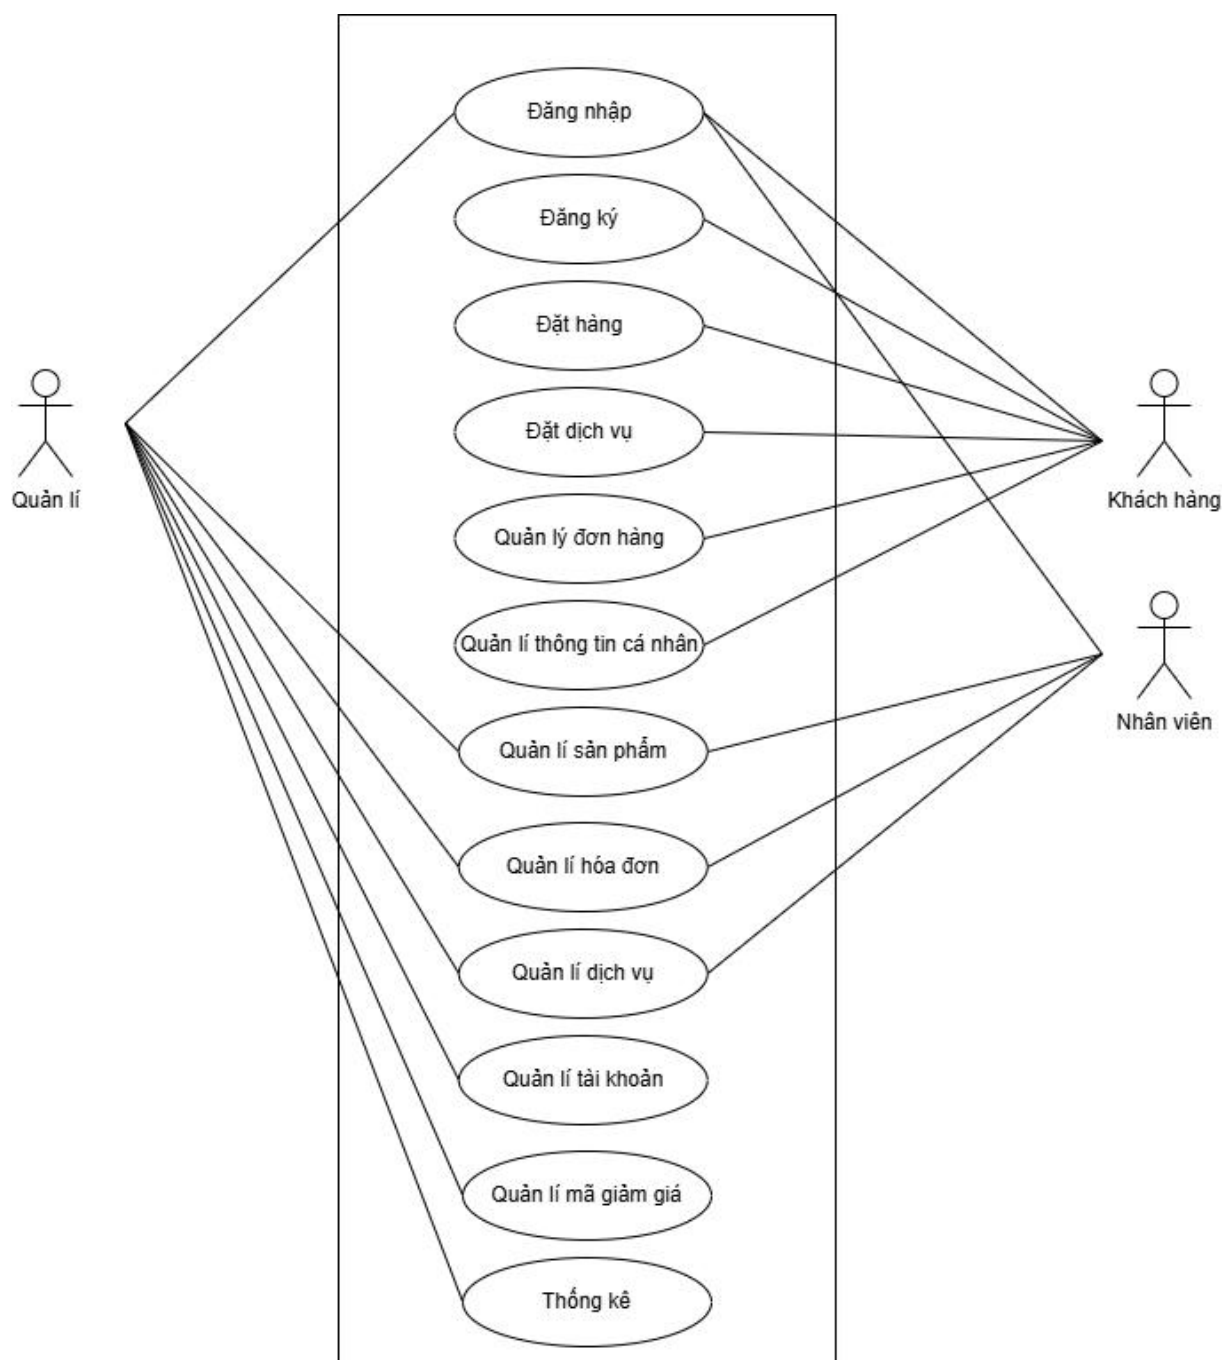 Đăng nhập
Đăng ký
Đặt hàng
Đặt dịch vụ
Quản lí
Khách hàng
Quản lý đơn hàng
Quản lí thông tin cá nhân
Nhân viên
Quản lí sản phẩm
Quản lí hóa đơn
Quản lí dịch vụ
Quản lí tài khoản
Quản lí mã giảm giá
Thống kê